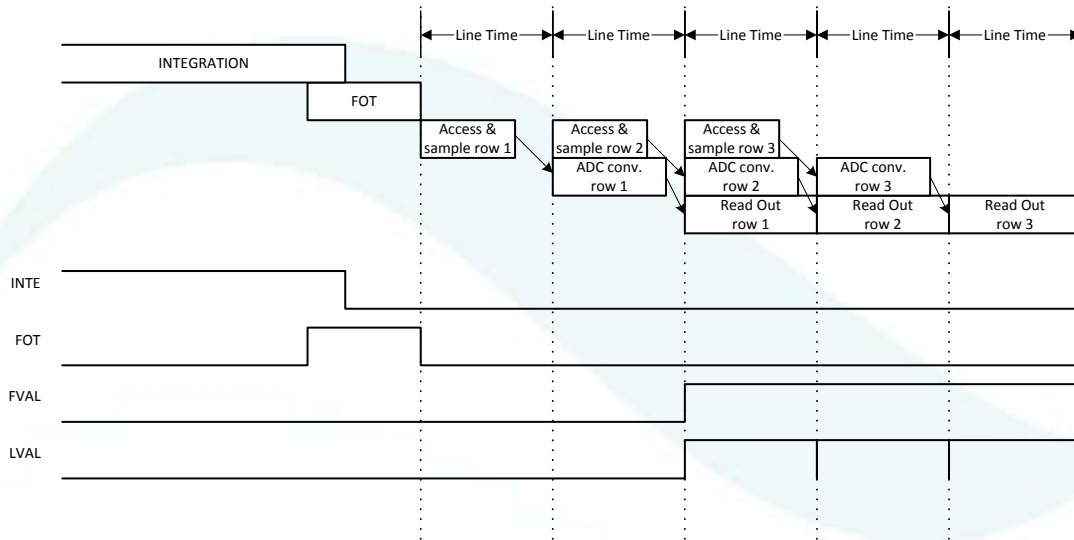 Line Time Line Time Line Time Line Time Line Time
INTEGRATION
FOT
Access &
sample row 1
Access &
sample row 2
Access &
sample row 3
ADC conv.
row 1
ADC conv.
row 2
ADC conv.
row 3
Read Out
row 1
Read Out
row 2
Read Out
row 3
INTE
FOT
FVAL
LVAL